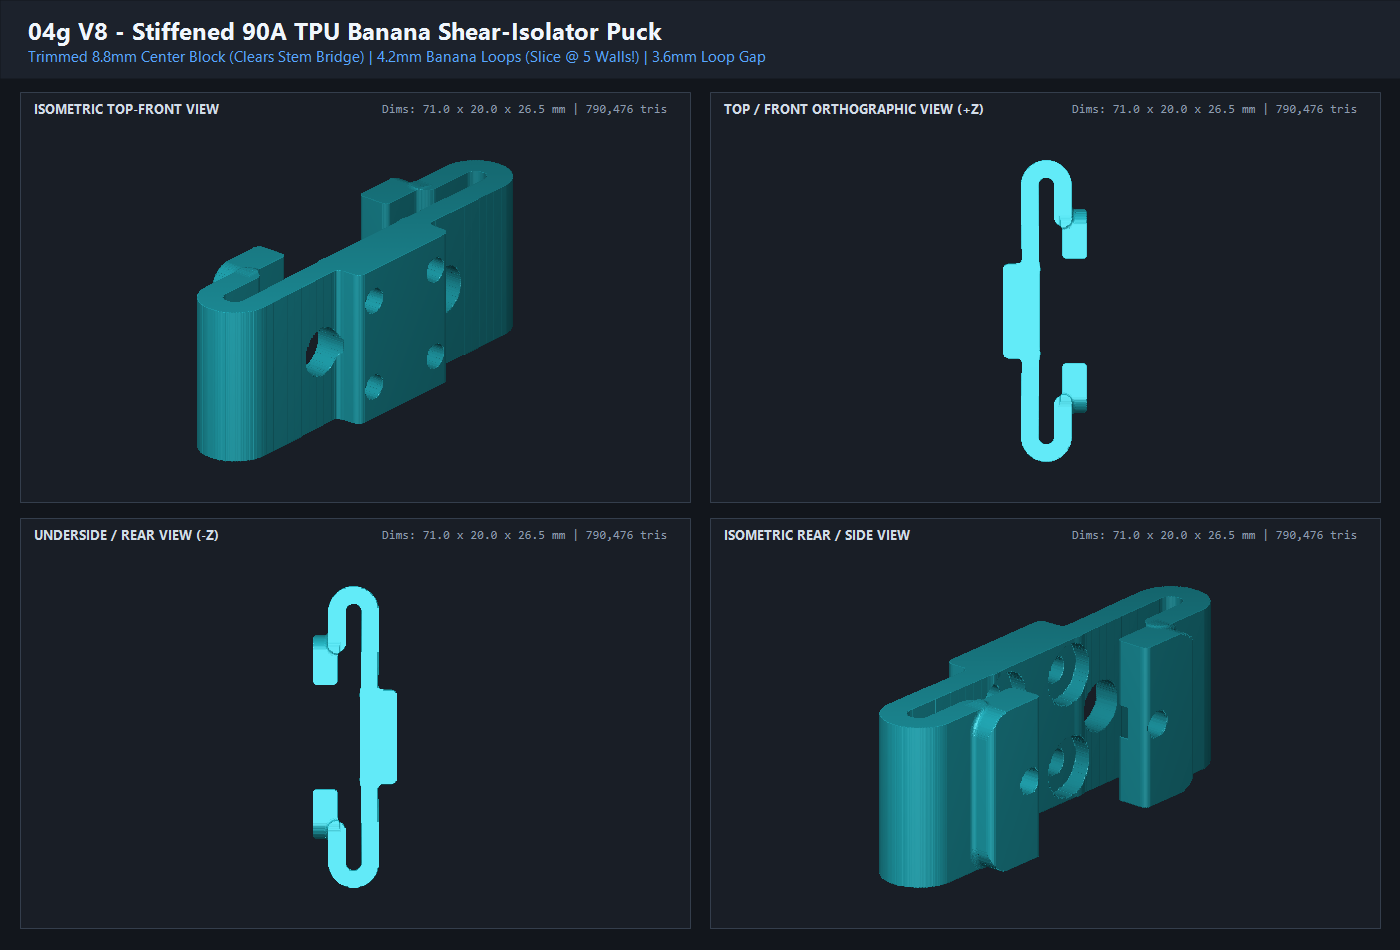 04g V8 - Stiffened 90A TPU Banana Shear-Isolator Puck
Trimmed 8.8mm Center Block (Clears Stem Bridge) | 4.2mm Banana Loops (Slice @ 5 Walls!) | 3.6mm Loop Gap
ISOMETRIC TOP-FRONT VIEW
Dims: 71.0 x 20.0 x 26.5 mm | 790,476 tris
TOP / FRONT ORTHOGRAPHIC VIEW (+Z)
Dims: 71.0 x 20.0 x 26.5 mm | 790,476 tris
UNDERSIDE / REAR VIEW (-Z)
Dims: 71.0 x 20.0 x 26.5 mm | 790,476 tris
ISOMETRIC REAR / SIDE VIEW
Dims: 71.0 x 20.0 x 26.5 mm | 790,476 tris